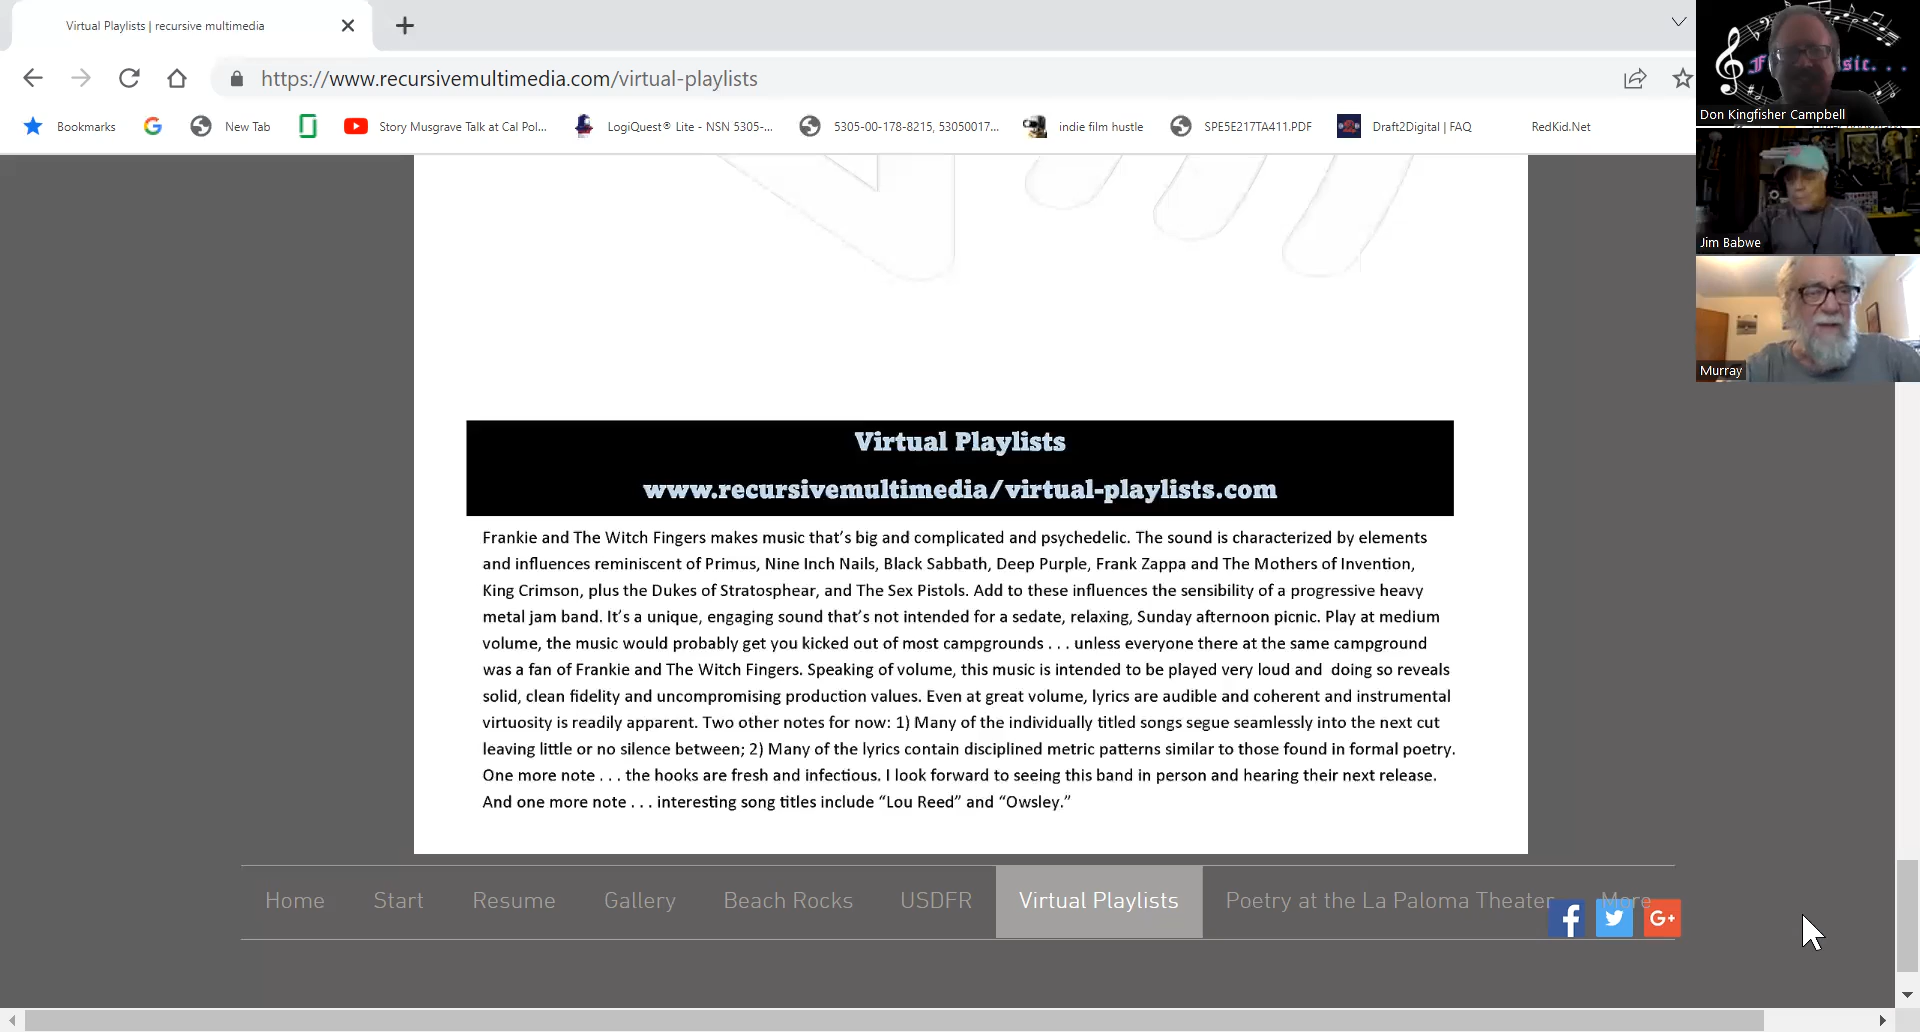 Virtual Playlists | recursive multimedia
https://www.recursivemultimedia.com/virtual-playlists
Bookmarks
New Tab
Story Musgrave Talk at Cal Pol...
LogiQuest® Lite - NSN 5305-...
5305-00-178-8215, 53050017...
indie film hustle
SPE5E217TA411.PDF
Draft2Digital | FAQ
RedKid.Net
Don Kingfisher Campbell
Jim Babwe
Murray
Virtual Playlists
www.recursivemultimedia/virtual-playlists.com
Frankie and The Witch Fingers makes music that’s big and complicated and psychedelic. The sound is characterized by elements
and influences reminiscent of Primus, Nine Inch Nails, Black Sabbath, Deep Purple, Frank Zappa and The Mothers of Invention,
King Crimson, plus the Dukes of Stratosphear, and The Sex Pistols. Add to these influences the sensibility of a progressive heavy
metal jam band. It’s a unique, engaging sound that’s not intended for a sedate, relaxing, Sunday afternoon picnic. Play at medium
volume, the music would probably get you kicked out of most campgrounds . . . unless everyone there at the same campground
was a fan of Frankie and The Witch Fingers. Speaking of volume, this music is intended to be played very loud and  doing so reveals
solid, clean fidelity and uncompromising production values. Even at great volume, lyrics are audible and coherent and instrumental
virtuosity is readily apparent. Two other notes for now: 1) Many of the individually titled songs segue seamlessly into the next cut
leaving little or no silence between; 2) Many of the lyrics contain disciplined metric patterns similar to those found in formal poetry.
One more note . . . the hooks are fresh and infectious. I look forward to seeing this band in person and hearing their next release.
And one more note . . . interesting song titles include “Lou Reed” and “Owsley.”
Home
Start
Resume
Gallery
Beach Rocks
USDFR
Virtual Playlists
Poetry at the La Paloma Theater
More
G+